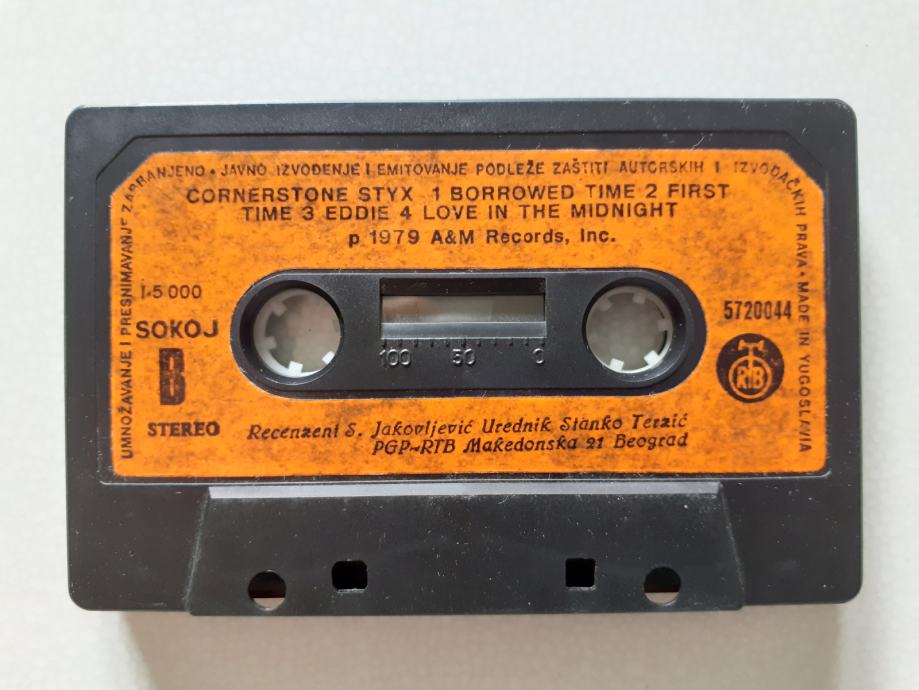 UMNOŽAVANJE I PRESNIMAVANJE ZABRANJENO • JAVNO IZVOĐENJE I EMITOVANJE PODLEŽE ZAŠTITI AUTORSKIH I IZVOĐAČKIH PRAVA • MADE IN YUGOSLAVIA
CORNERSTONE STYX 1 BORROWED TIME 2 FIRST
TIME 3 EDDIE 4 LOVE IN THE MIDNIGHT
p 1979 A&M Records, Inc.
I-5 000
5720044
SOKOJ
B
STEREO
100 50 0
RTB
Recenzent S. Jakovljević Urednik Stanko Terzić
PGP-RTB Makedonska 21 Beograd